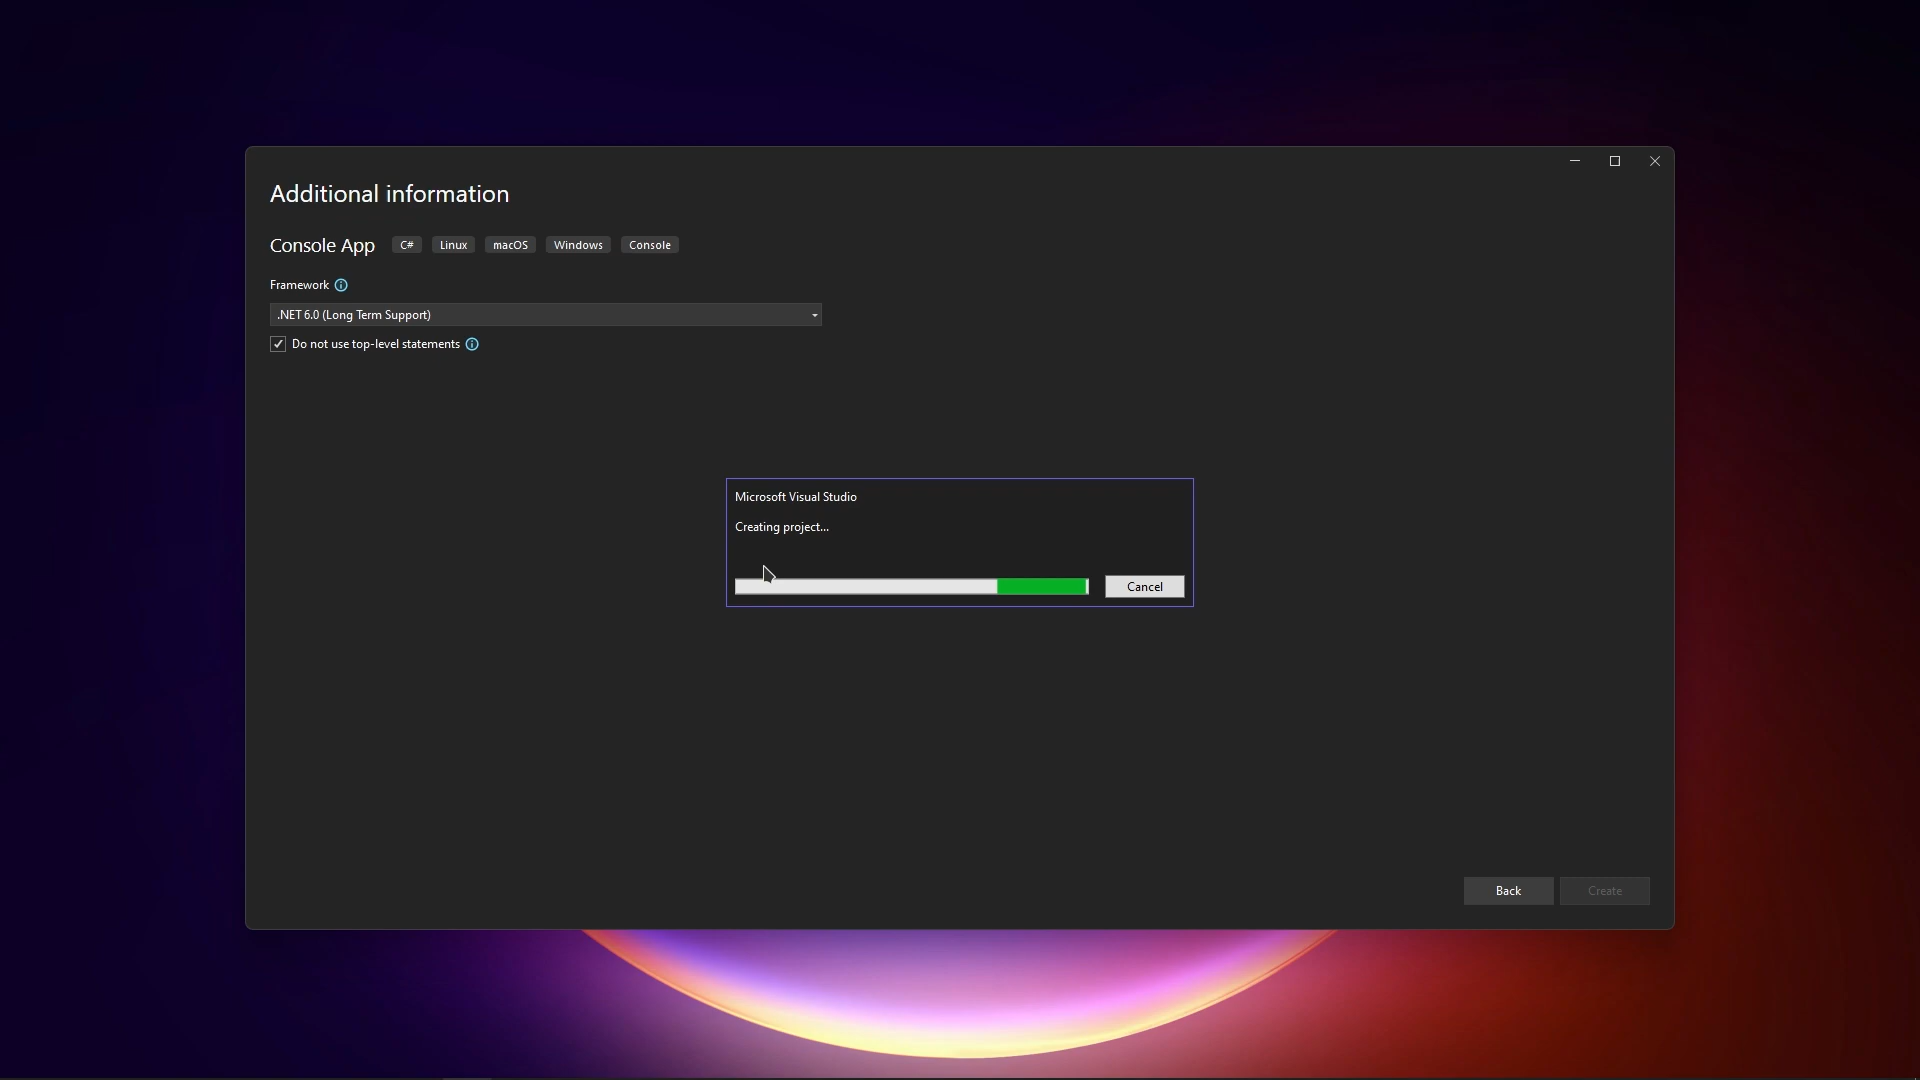 Additional information
Console App C# Linux macOS Windows Console
Framework
.NET 6.0 (Long Term Support)
Do not use top-level statements
Microsoft Visual Studio
Creating project...
Cancel
Back Create